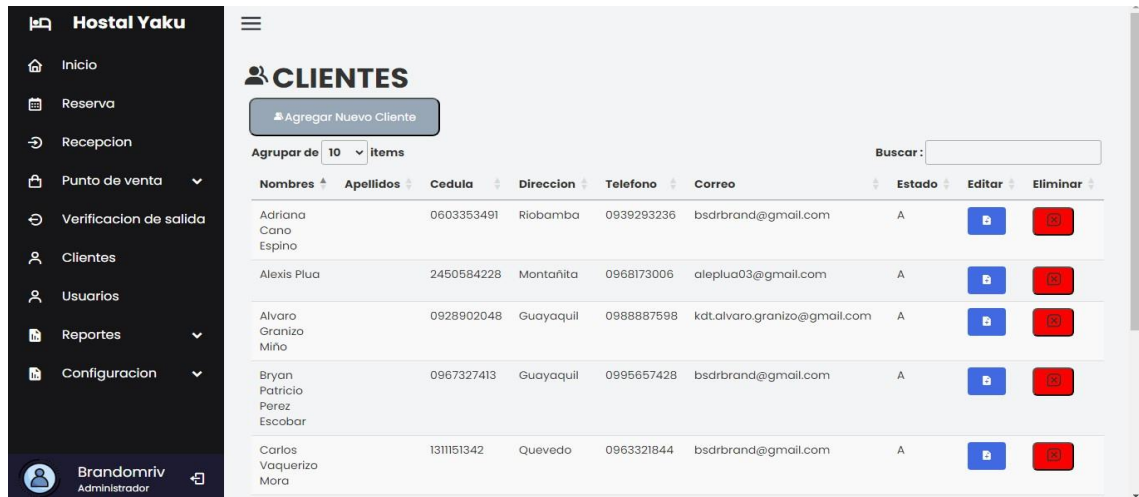 Hostal Yaku
Inicio
Reserva
Recepcion
Punto de venta
Verificacion de salida
Clientes
Usuarios
Reportes
Configuracion
Brandomriv
Administrador
CLIENTES
Agregar Nuevo Cliente
Agrupar de 10 items
Buscar:
Nombres Apellidos Cedula Direccion Telefono Correo Estado Editar Eliminar
Adriana 0603353491 Riobamba 0939293236 bsdrbrand@gmail.com A
Cano
Espino
Alexis Plua 2450584228 Montañita 0968173006 aleplua03@gmail.com A
Alvaro 0928902048 Guayaquil 0988887598 kdt.alvaro.granizo@gmail.com A
Granizo
Miño
Bryan 0967327413 Guayaquil 0995657428 bsdrbrand@gmail.com A
Patricio
Perez
Escobar
Carlos 1311151342 Quevedo 0963321844 bsdrbrand@gmail.com A
Vaquerizo
Mora